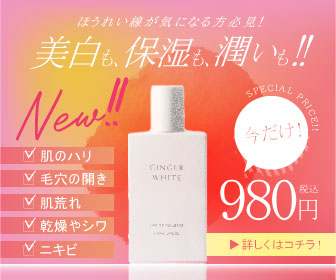 ほうれい線が気になる方必見!
美白も、保湿も、潤いも!!
New!!
肌のハリ
毛穴の開き
肌荒れ
乾燥やシワ
ニキビ
GINGER
WHITE
SPECIAL PRICE!!
今だけ!
980円
税込
▶詳しくはコチラ!